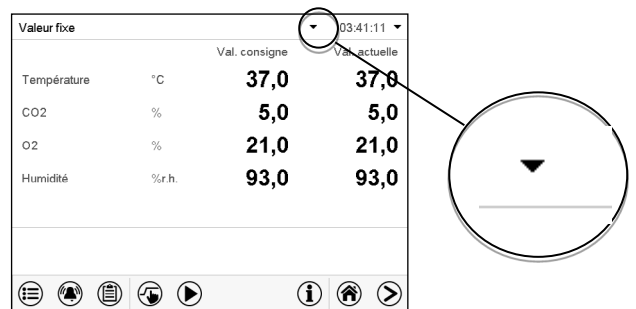 Valeur fixe 03:41:11
Val. consigne Val. actuelle
Température °C 37,0 37,0
CO2 % 5,0 5,0
O2 % 21,0 21,0
Humidité %r.h. 93,0 93,0